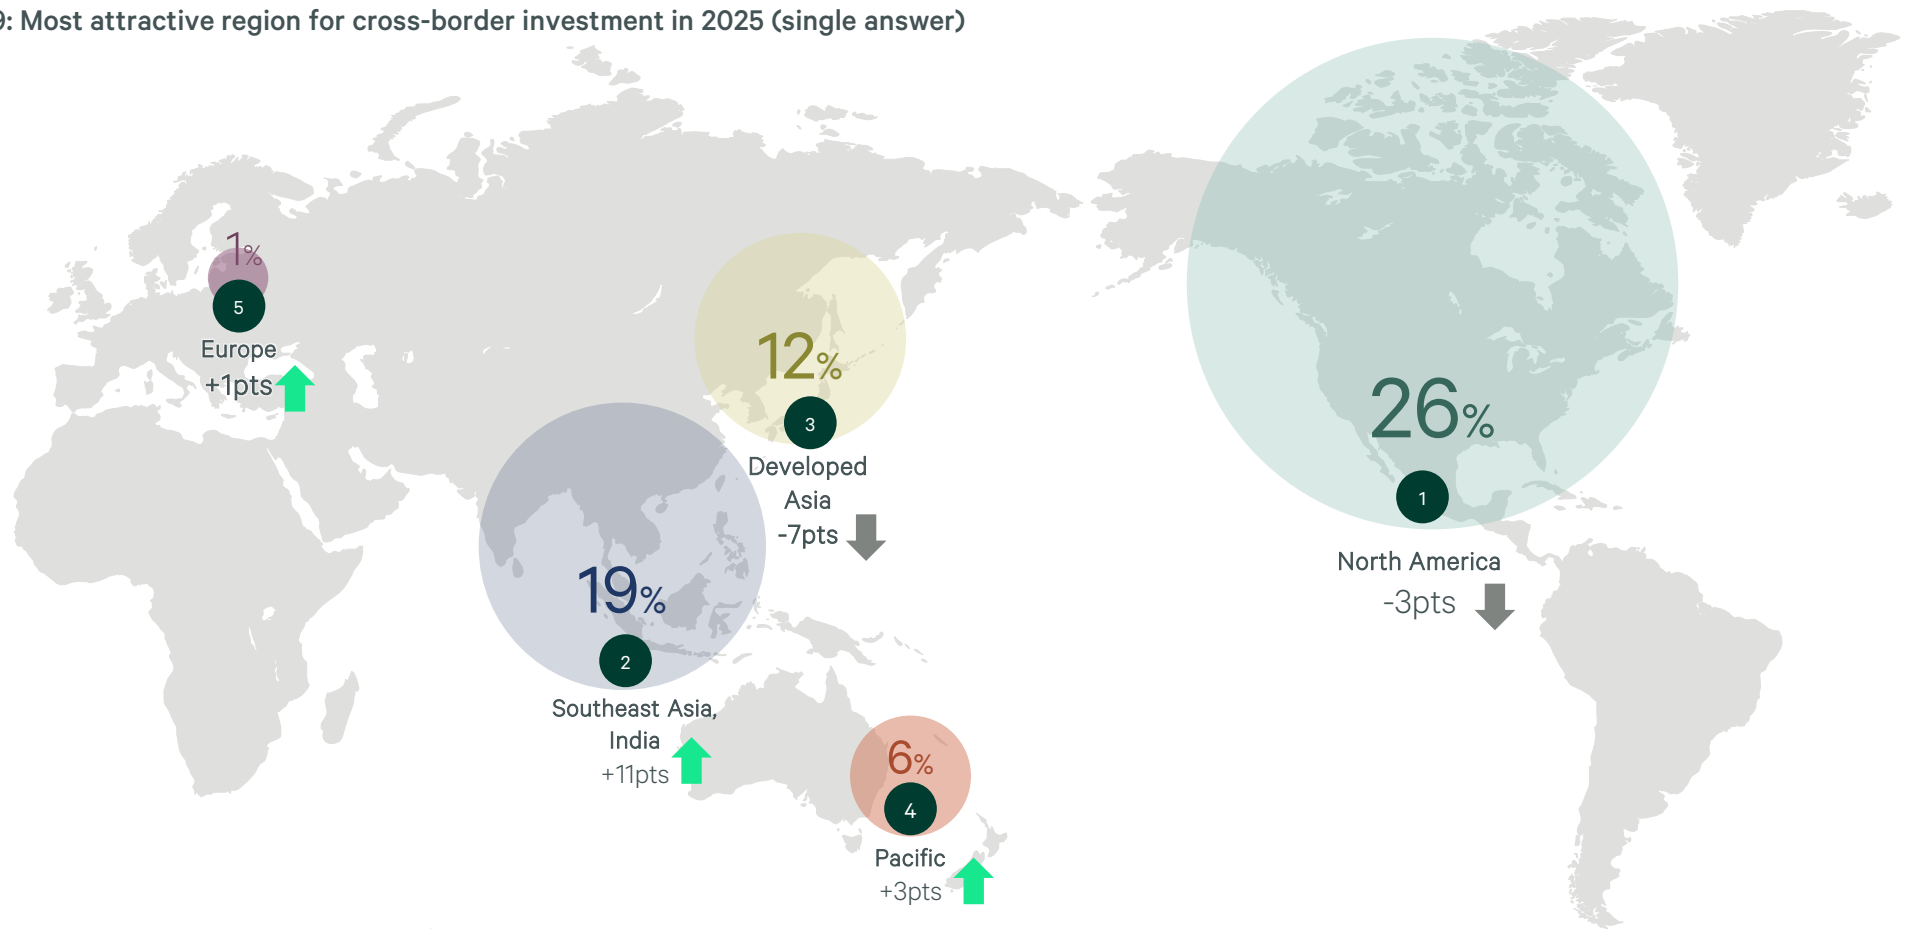 9: Most attractive region for cross-border investment in 2025 (single answer)
1%
5
Europe
+1pts
12%
3
Developed
Asia
-7pts
19%
2
Southeast Asia,
India
+11pts
6%
4
Pacific
+3pts
26%
1
North America
-3pts